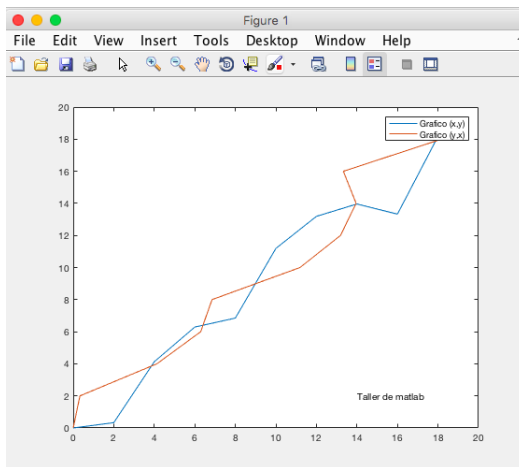 Figure 1
File Edit View Insert Tools Desktop Window Help
20
18
16
14
12
10
8
6
4
2
0
Grafico (x,y)
Grafico (y,x)
Taller de matlab
0 2 4 6 8 10 12 14 16 18 20